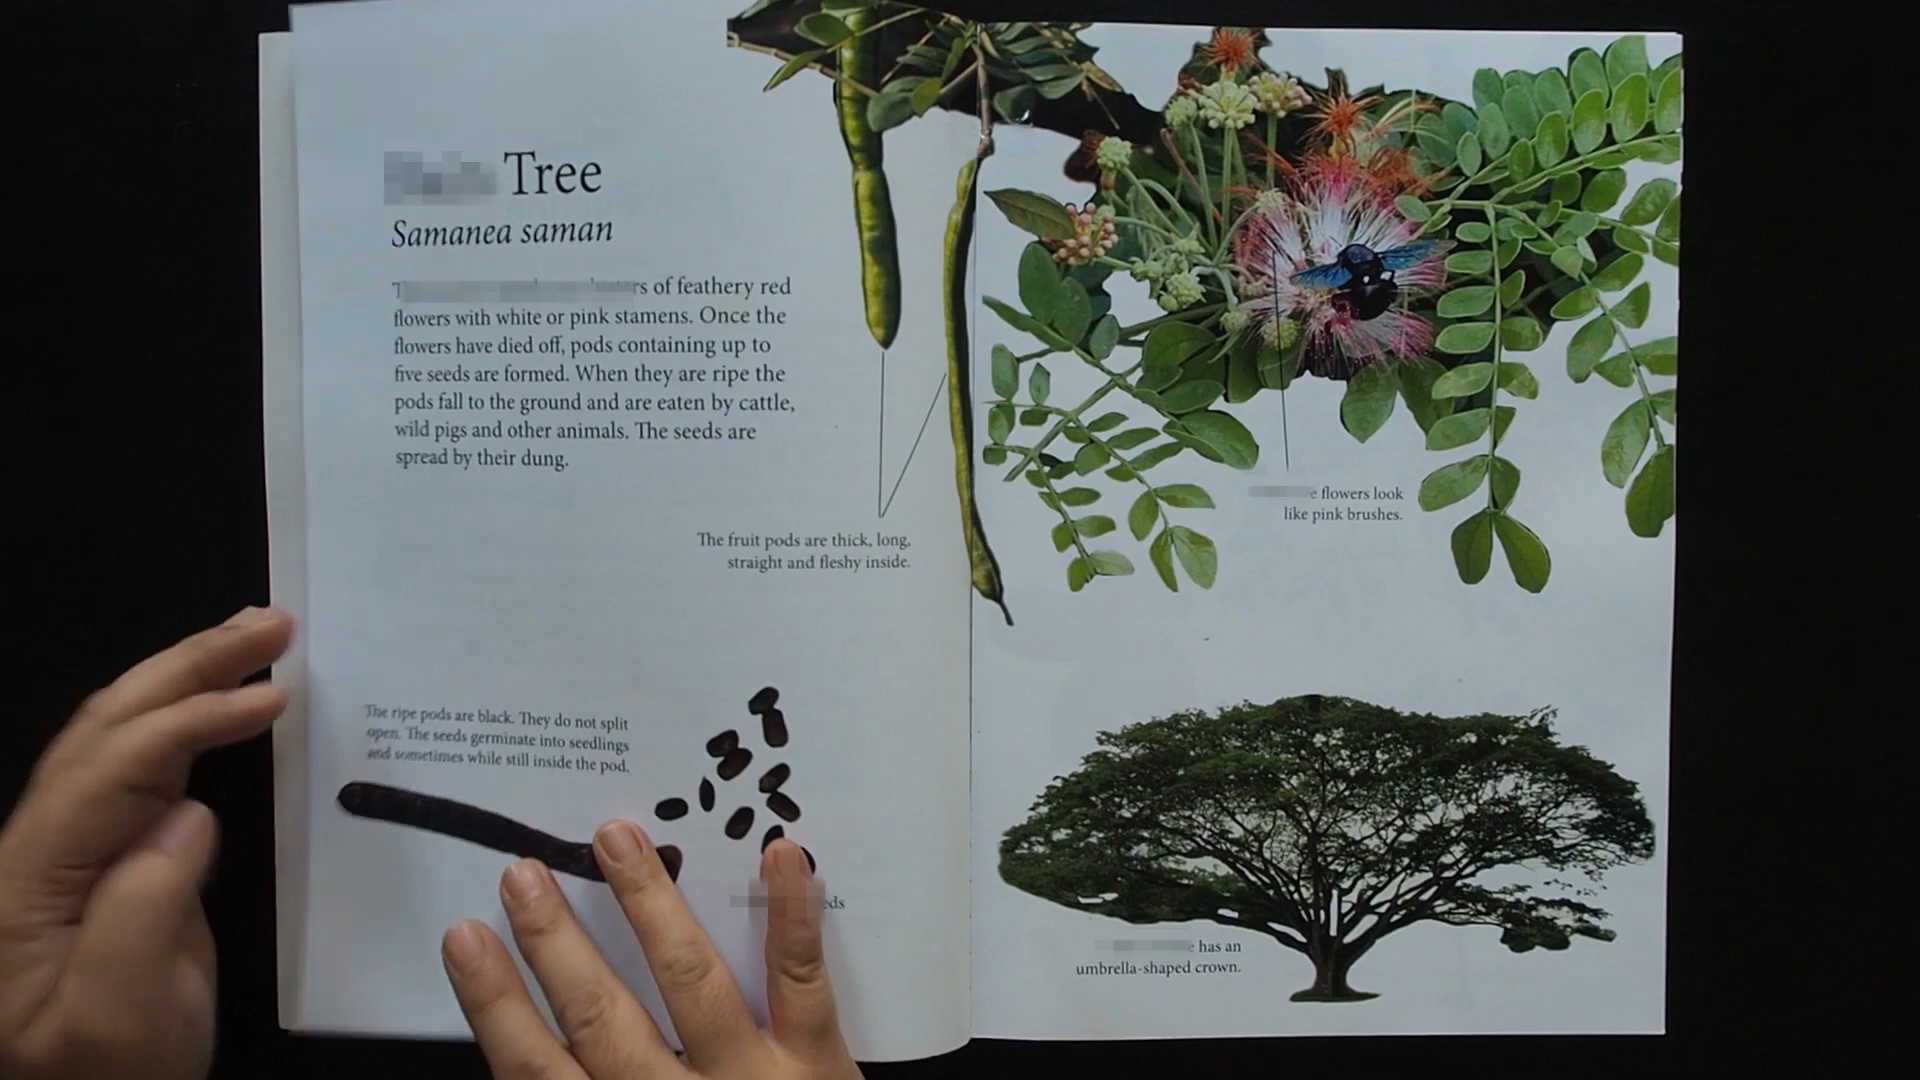 Tree
Samanea saman
of feathery red
flowers with white or pink stamens. Once the
flowers have died off, pods containing up to
five seeds are formed. When they are ripe the
pods fall to the ground and are eaten by cattle,
wild pigs and other animals. The seeds are
spread by their dung.
The fruit pods are thick, long,
straight and fleshy inside.
The ripe pods are black. They do not split
open. The seeds germinate into seedlings
and sometimes while still inside the pod.
flowers look
like pink brushes.
has an
umbrella-shaped crown.